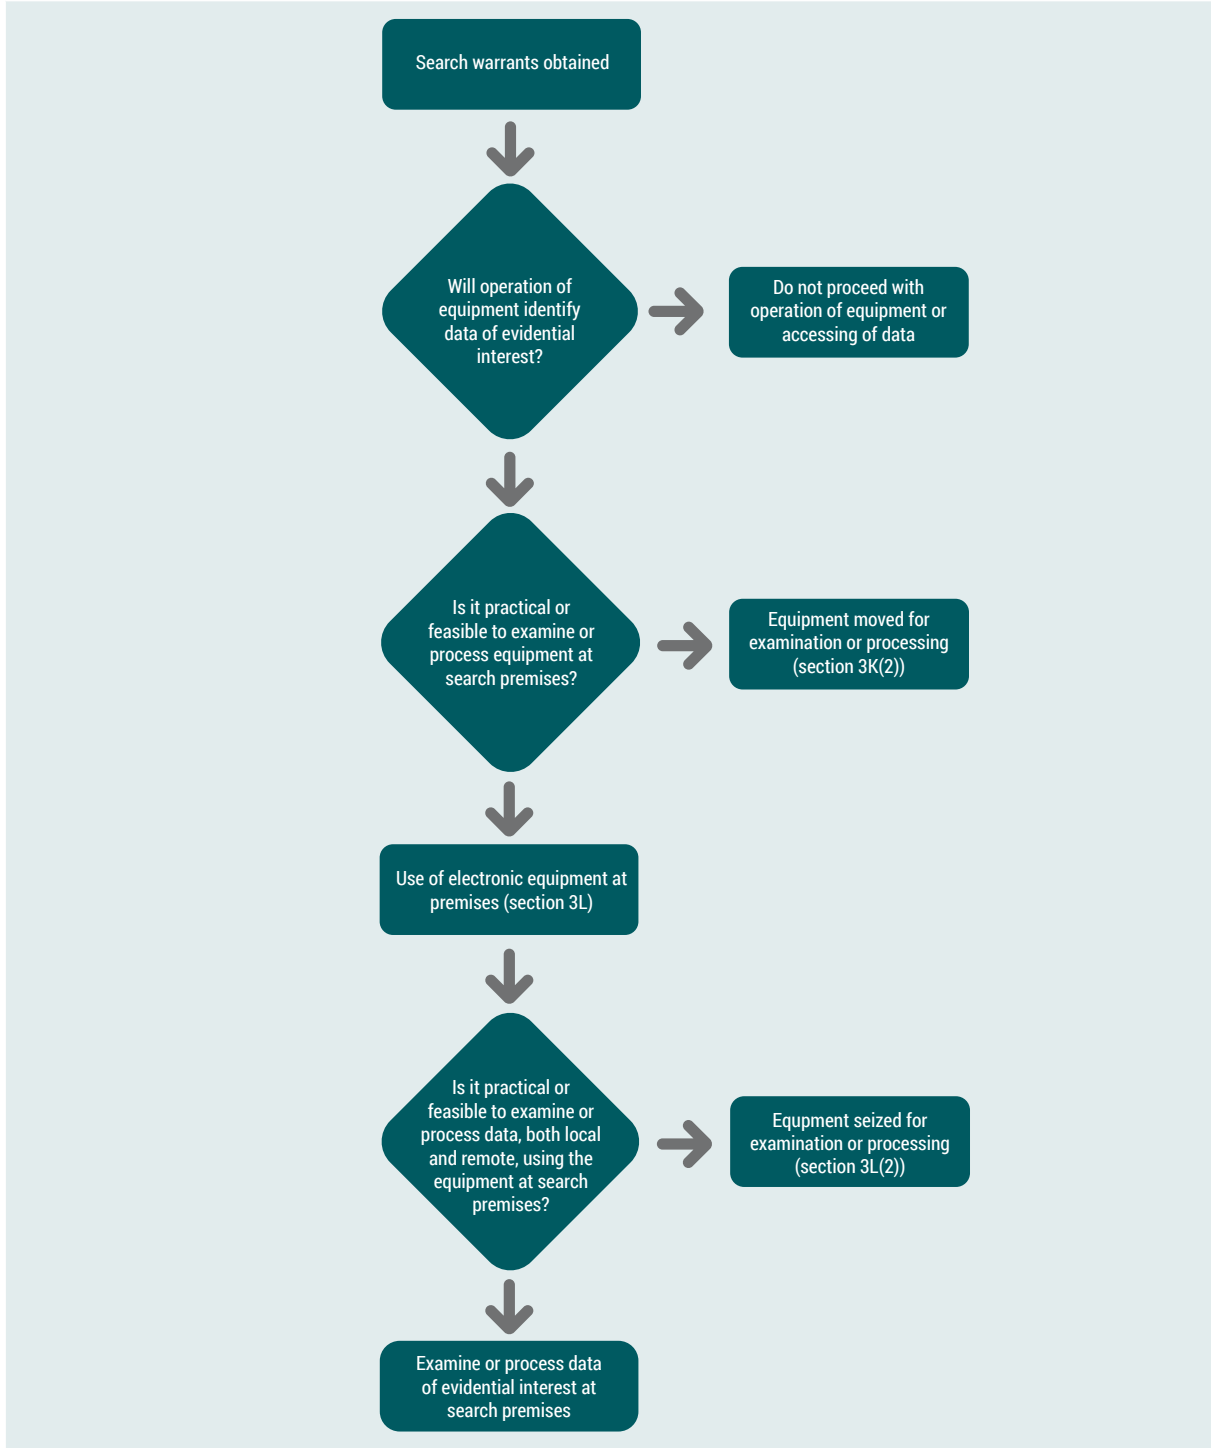 Search warrants obtained
Will operation of
equipment identify
data of evidential
interest?
Do not proceed with
operation of equipment or
accessing of data
Is it practical or
feasible to examine or
process equipment at
search premises?
Equipment moved for
examination or processing
(section 3K(2))
Use of electronic equipment at
premises (section 3L)
Is it practical or
feasible to examine or
process data, both local
and remote, using the
equipment at search
premises?
Equpment seized for
examination or processing
(section 3L(2))
Examine or process data
of evidential interest at
search premises